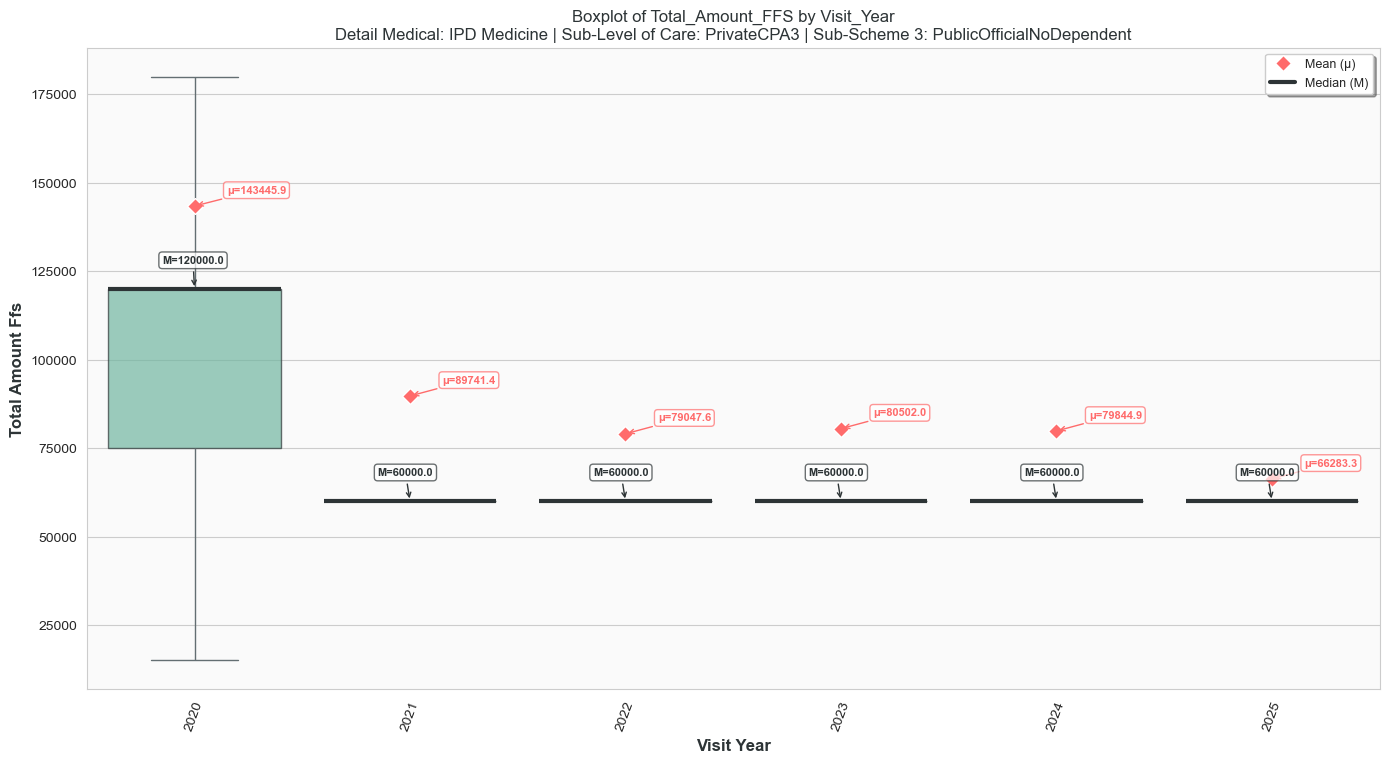 Boxplot of Total_Amount_FFS by Visit_Year
Detail Medical: IPD Medicine | Sub-Level of Care: PrivateCPA3 | Sub-Scheme 3: PublicOfficialNoDependent
Mean (μ)
Median (M)
Total Amount Ffs
175000
150000
125000
100000
75000
50000
25000
μ=143445.9
M=120000.0
μ=89741.4
M=60000.0
μ=79047.6
M=60000.0
μ=80502.0
M=60000.0
μ=79844.9
M=60000.0
μ=66283.3
M=60000.0
2020
2021
2022
2023
2024
2025
Visit Year